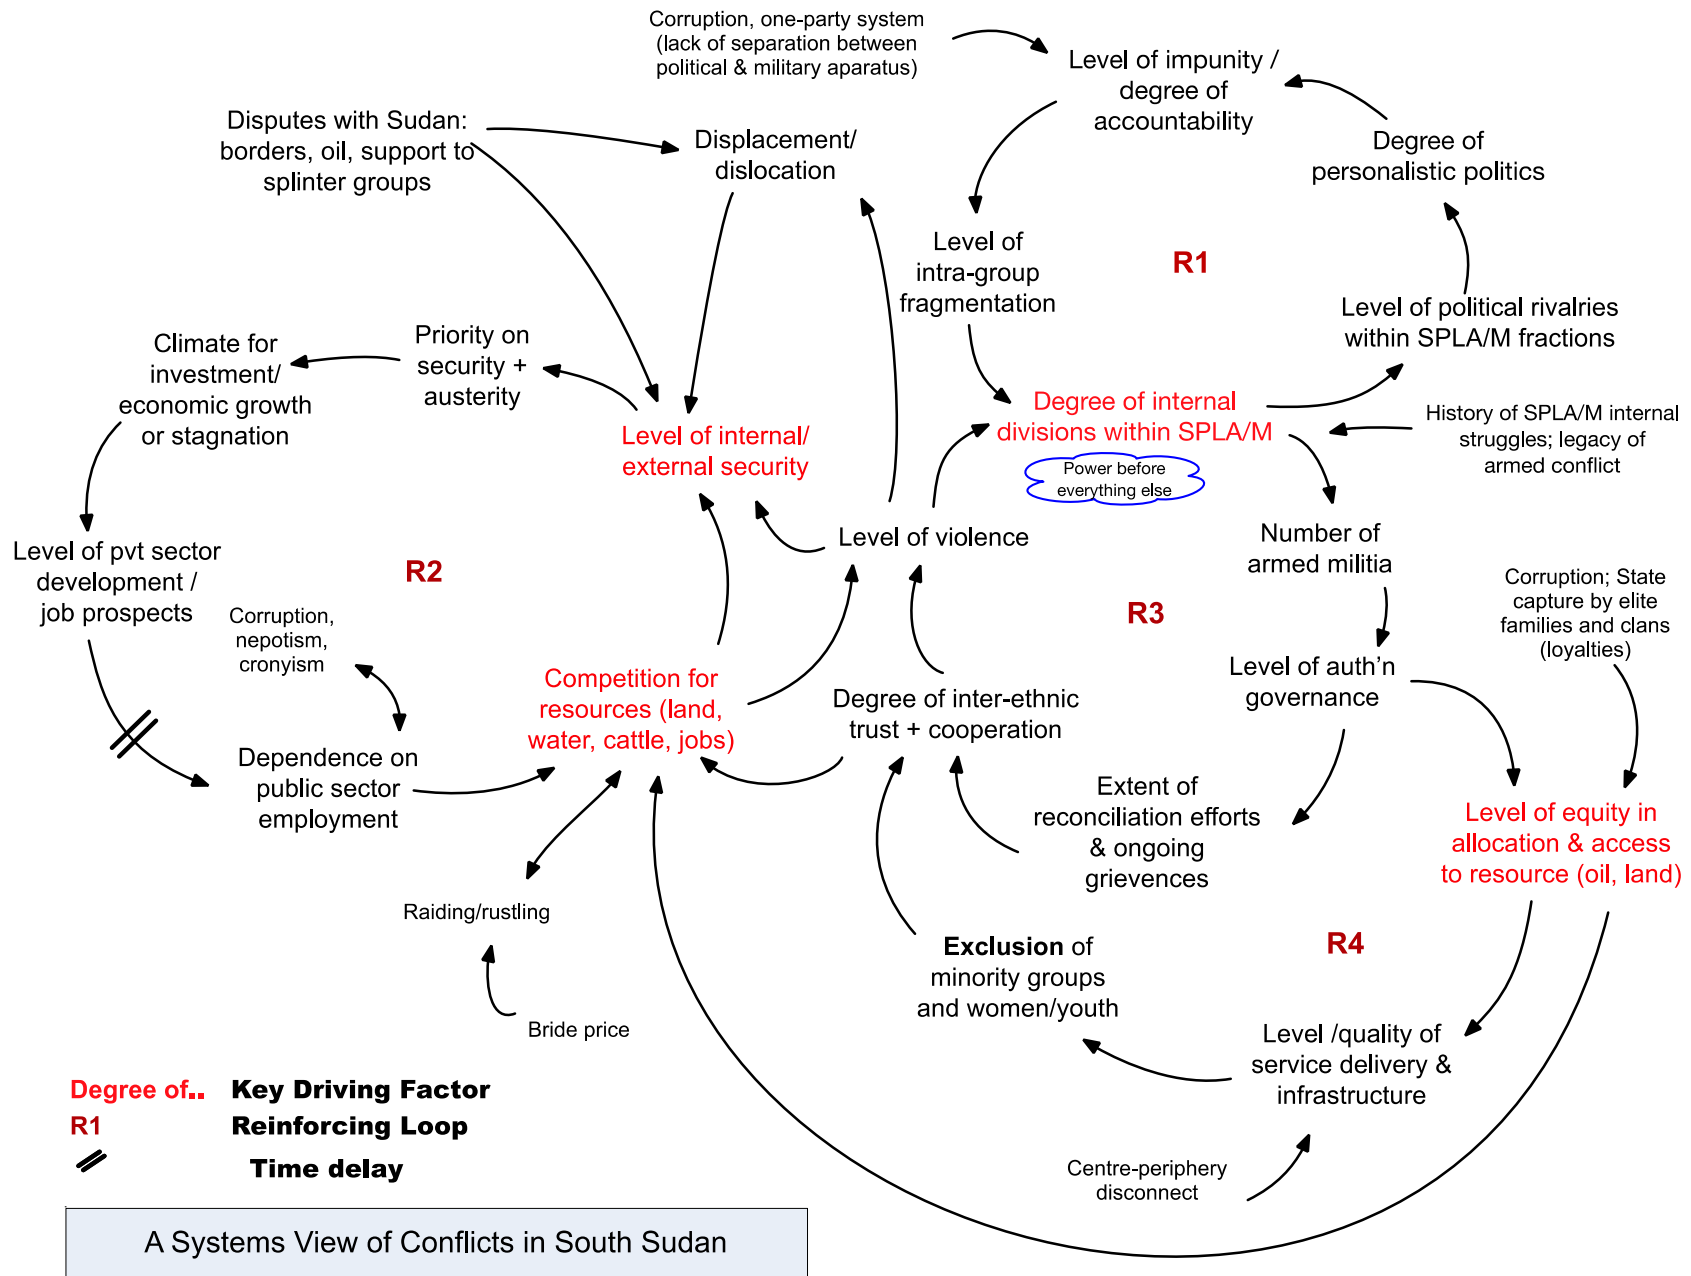 Corruption, one-party system
(lack of separation between
political & military apparatus)
Level of impunity /
degree of
accountability
Disputes with Sudan:
borders, oil, support to
splinter groups
Displacement/
dislocation
Degree of
personalistic politics
Level of
intra-group
fragmentation
R1
Level of political rivalries
within SPLA/M fractions
Climate for
investment/
economic growth
or stagnation
Priority on
security +
austerity
Level of internal/
external security
Degree of internal
divisions within SPLA/M
Power before
everything else
History of SPLA/M internal
struggles; legacy of
armed conflict
Level of pvt sector
development /
job prospects
R2
Level of violence
Number of
armed militia
Corruption; State
capture by elite
families and clans
(loyalties)
Corruption,
nepotism,
cronyism
R3
Competition for
resources (land,
water, cattle, jobs)
Degree of inter-ethnic
trust + cooperation
Level of auth'n
governance
Dependence on
public sector
employment
Extent of
reconciliation efforts
& ongoing
grievences
Level of equity in
allocation & access
to resource (oil, land)
Raiding/rustling
Exclusion of
minority groups
and women/youth
R4
Bride price
Level /quality of
service delivery &
infrastructure
Centre-periphery
disconnect
Degree of.. Key Driving Factor
R1 Reinforcing Loop
Time delay
A Systems View of Conflicts in South Sudan